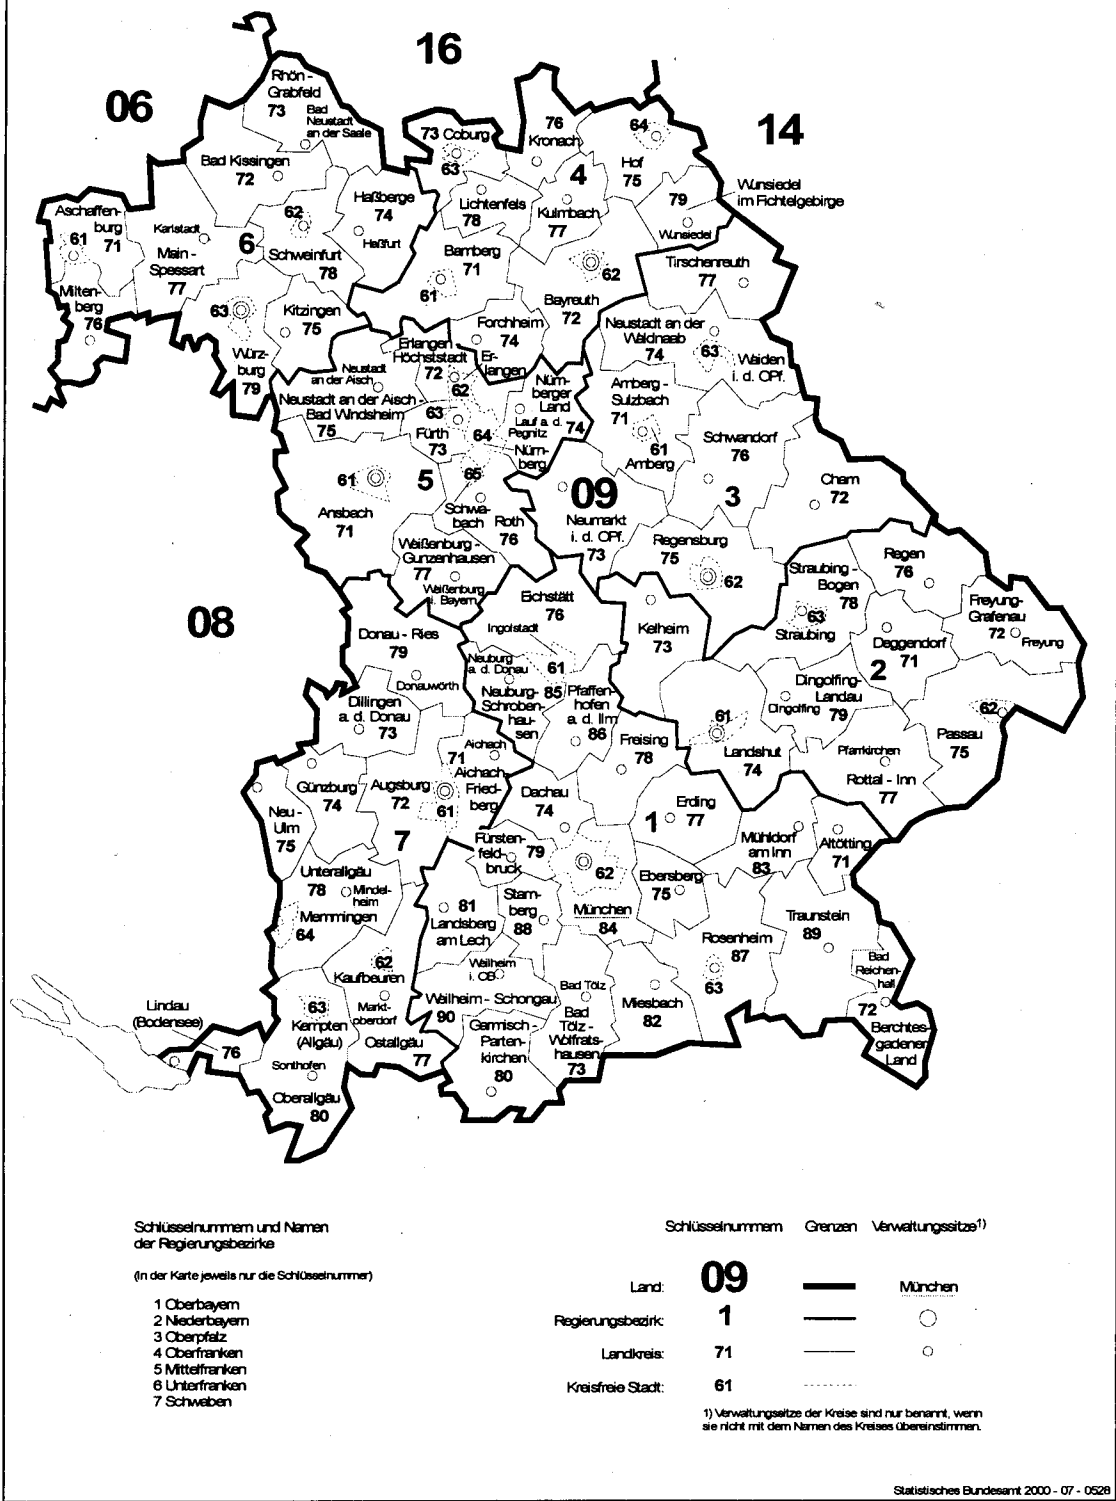 16
06
14
08
09
Rhön -
Grabfeld
73
Bad
Neustadt
an der Saale
Bad Kissingen
72
73 Coburg
63
76
Kronach
4
64
Hof
75
Wunsiedel
im Fichtelgebirge
79
Wunsiedel
Aschaffen-
burg
61
71
Karlstadt
Main -
Spessart
77
Milten-
berg
76
6
62
Schweinfurt
78
Haßberge
74
Haßfurt
Lichtenfels
78
Kulmbach
77
Bamberg
71
61
62
Bayreuth
72
Tirschenreuth
77
63
Würz-
burg
79
Kitzingen
75
Forchheim
74
Neustadt an der
Waldnaab
74
63
Weiden
i. d. OPf.
Erlangen
Höchststadt
72
Er-
langen
62
Neustadt
an der Aisch
Neustadt an der Aisch -
Bad Windsheim
75
63
Fürth
73
64
Nürn-
berg
Nürn-
berger
Land
Lauf a. d.
Pegnitz
74
Amberg -
Sulzbach
71
61
Amberg
Schwandorf
76
3
Cham
72
61
Ansbach
71
5
65
Schwa-
bach
Roth
76
Neumarkt
i. d. OPf.
73
Regensburg
75
62
Weißenburg -
Gunzenhausen
77
Weißenburg
i. Bayern
Eichstätt
76
Ingolstadt
61
Kelheim
73
Straubing -
Bogen
78
63
Straubing
Regen
76
Freyung-
Grafenau
72
Freyung
Deggendorf
71
2
Donau - Ries
79
Donauwörth
Neuburg
a. d. Donau
Neuburg-
Schroben-
hau-
sen
85
Pfaffen-
hofen
a. d. Ilm
86
Dingolfing-
Landau
79
Dingolfing
61
Landshut
74
Pfarrkirchen
Rottal - Inn
77
62
Passau
75
Dillingen
a. d. Donau
73
Freising
78
71
Aichach
Aichach
Fried-
berg
Günzburg
74
Augsburg
72
61
7
Neu -
Ulm
75
Dachau
74
1
Erding
77
Mühldorf
am Inn
83
Altötting
71
Fürsten-
feld-
bruck
79
62
München
84
Ebersberg
75
Unterallgäu
78
Mindel-
heim
Memmingen
64
81
Landsberg
am Lech
Starn-
berg
88
Traunstein
89
Rosenheim
87
63
Bad
Reichen-
hall
72
Berchtes-
gadener
Land
62
Kaufbeuren
Markt-
oberdorf
Ostallgäu
77
Weilheim
i. OB
Weilheim - Schongau
90
Bad Tölz
Bad
Tölz -
Wolfrats-
hausen
73
Miesbach
82
Garmisch
Parten-
kirchen
80
63
Kempten
(Allgäu)
Lindau
(Bodensee)
76
Sonthofen
Oberallgäu
80
Schlüsselnummern und Namen
der Regierungsbezirke
(In der Karte jeweils nur die Schlüsselnummer)
1 Oberbayern
2 Niederbayern
3 Oberpfalz
4 Oberfranken
5 Mittelfranken
6 Unterfranken
7 Schwaben
Schlüsselnummern Grenzen Verwaltungssitze1)
Land: 09 München
Regierungsbezirk: 1
Landkreis: 71
Kreisfreie Stadt: 61
1) Verwaltungssitze der Kreise sind nur benannt, wenn
sie nicht mit dem Namen des Kreises übereinstimmen.
Statistisches Bundesamt 2000 - 07 - 0528